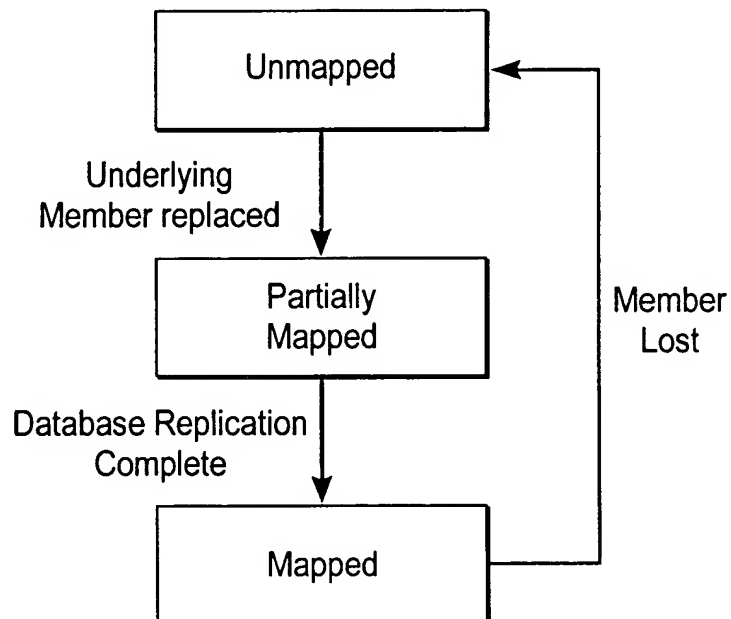 Unmapped
Underlying
Member replaced
Partially
Mapped
Member
Lost
Database Replication
Complete
Mapped